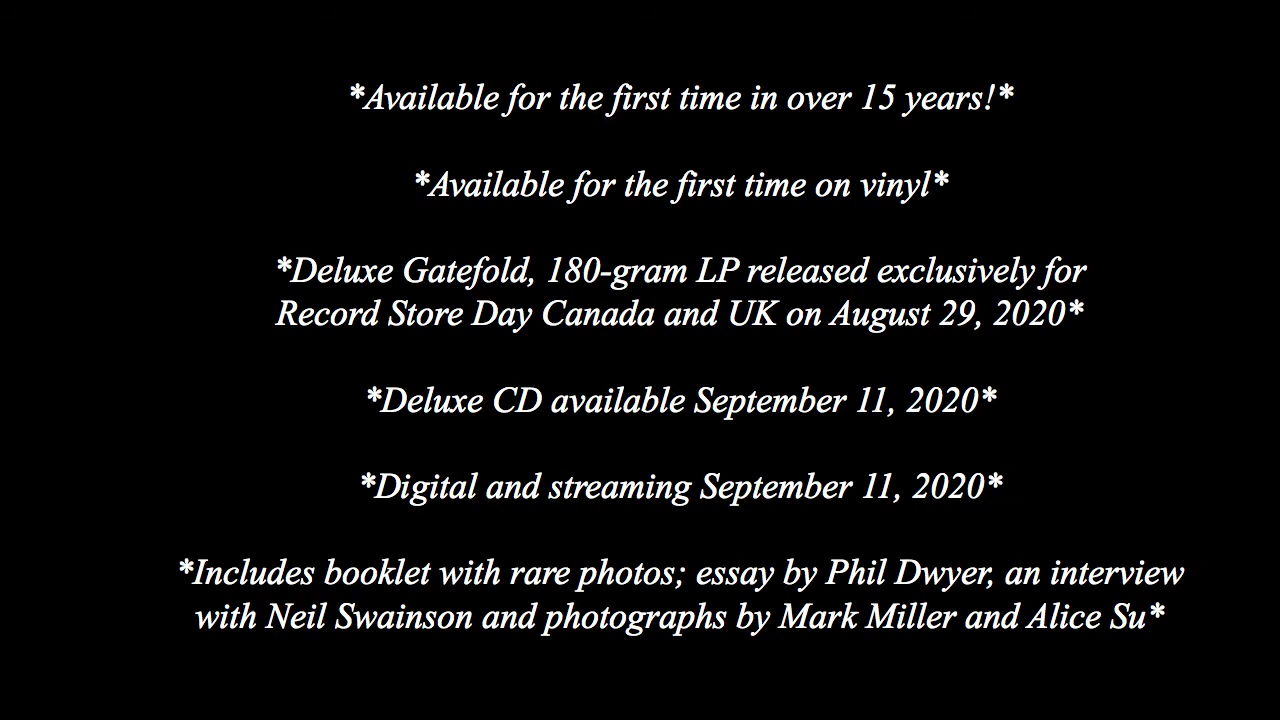 *Available for the first time in over 15 years!*
*Available for the first time on vinyl*
*Deluxe Gatefold, 180-gram LP released exclusively for
Record Store Day Canada and UK on August 29, 2020*
*Deluxe CD available September 11, 2020*
*Digital and streaming September 11, 2020*
*Includes booklet with rare photos; essay by Phil Dwyer, an interview
with Neil Swainson and photographs by Mark Miller and Alice Su*